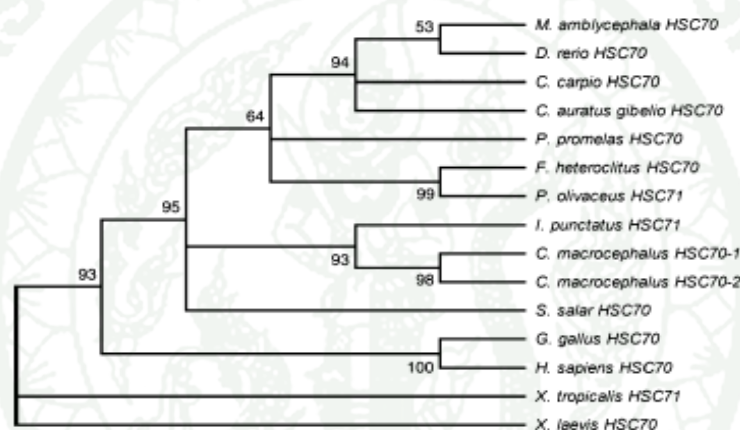 53
M. amblycephala HSC70
D. rerio HSC70
94
C. carpio HSC70
C. auratus gibelio HSC70
64
P. promelas HSC70
F. heteroclitus HSC70
99
P. olivaceus HSC71
95
I. punctatus HSC71
93
C. macrocephalus HSC70-1
98
C. macrocephalus HSC70-2
93
S. salar HSC70
G. gallus HSC70
100
H. sapiens HSC70
X. tropicalis HSC71
X. laevis HSC70